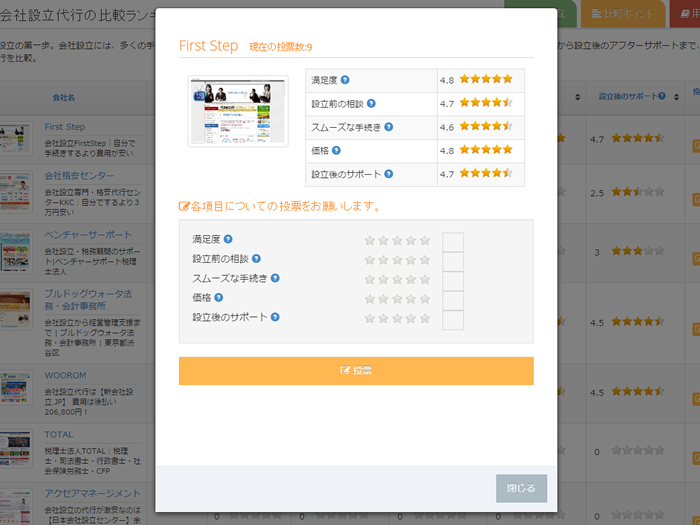 会社設立代行の比較ランキ
比較ポイント
設立の第一歩。会社設立には、多くの手
から設立後のアフターサポートまで、
行を比較。
会社名
設立後のサポート
First Step
会社設立FirstStep｜自分で
手続きするより費用が安い
4.7
会社格安センター
会社設立専門・格安代行セン
ターKCC：自分でするより３
万円安い
2.5
ベンチャーサポート
会社設立・税務顧問のサポー
ト|ベンチャーサポート税理
士法人
3
ブルドッグウォータ法
務・会計事務所
会社設立から経営管理支援ま
で | ブルドッグウォータ法
務・会計事務所 | 東京都渋
谷区
4.5
WOOROM
会社設立代行は【新会社設
立.JP】 費用は後払い
206,800円！
4.5
TOTAL
税理士法人TOTAL｜税理
士・司法書士・行政書士・社
会保険労務士・CFP
0
アクセアマネージメント
会社設立の代行が激安なのは
【日本会社設立センター】余
0 0 0 0 0
First Step 現在の投票数:9
満足度 4.8
設立前の相談 4.7
スムーズな手続き 4.6
価格 4.8
設立後のサポート 4.7
各項目についての投票をお願いします。
満足度
設立前の相談
スムーズな手続き
価格
設立後のサポート
投票
閉じる